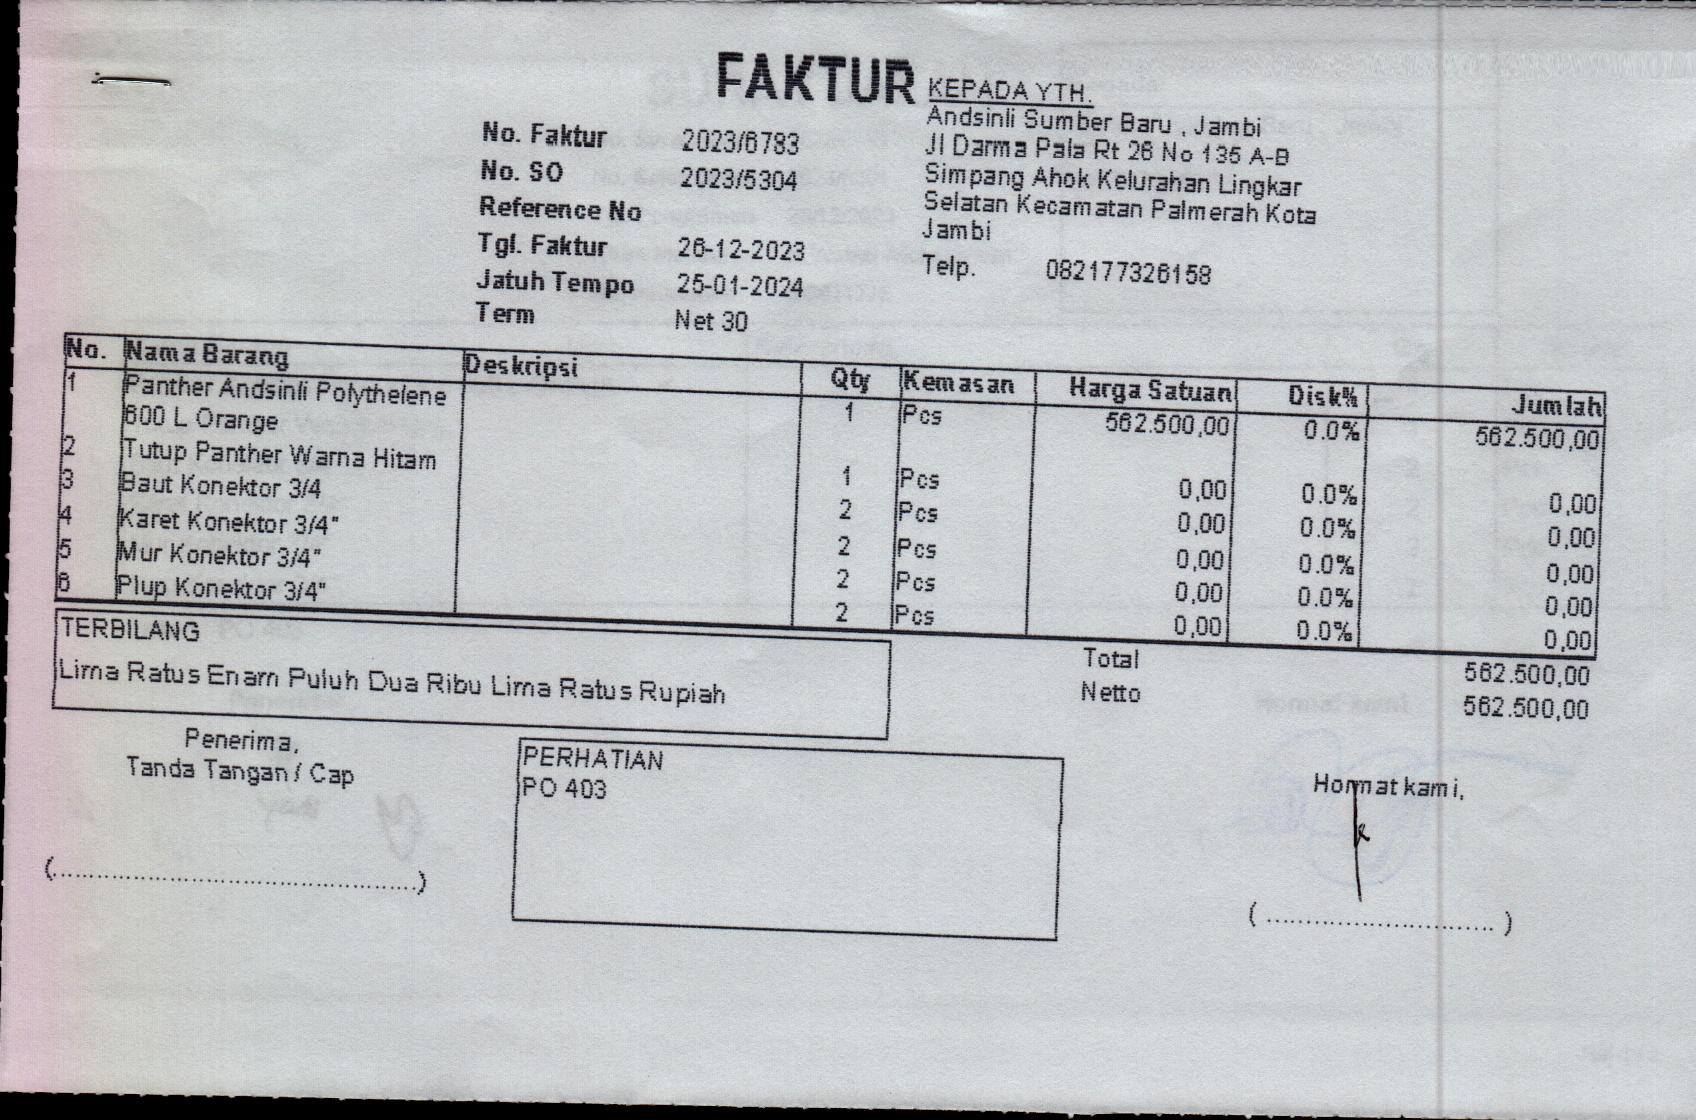 FAKTUR
KEPADA YTH.
Andsinli Sumber Baru , Jambi
Jl Darma Pala Rt 26 No 135 A-B
Simpang Ahok Kelurahan Lingkar
Selatan Kecamatan Palmerah Kota
Jambi
Telp. 082177326158
No. Faktur 2023/6783
No. SO 2023/5304
Reference No
Tgl. Faktur 26-12-2023
Jatuh Tempo 25-01-2024
Term Net 30
No. Nama Barang Deskripsi Qty Kemasan Harga Satuan Disk% Jumlah
1 Panther Andsinli Polythelene 1 Pcs 562.500,00 0.0% 562.500,00
600 L Orange
2 Tutup Panther Warna Hitam 1 Pcs 0,00 0.0% 0,00
3 Baut Konektor 3/4 2 Pcs 0,00 0.0% 0,00
4 Karet Konektor 3/4" 2 Pcs 0,00 0.0% 0,00
5 Mur Konektor 3/4" 2 Pcs 0,00 0.0% 0,00
6 Plup Konektor 3/4" 2 Pcs 0,00 0.0% 0,00
TERBILANG
Lima Ratus Enam Puluh Dua Ribu Lima Ratus Rupiah
Total 562.500,00
Netto 562.500,00
Penerima,
Tanda Tangan / Cap
(................................................)
PERHATIAN
PO 403
Hormat kami,
( .............................. )